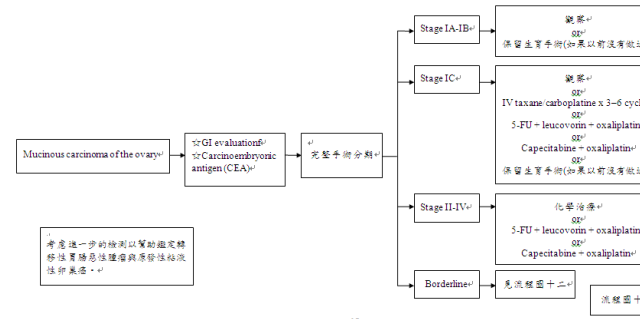 Mucinous carcinoma of the ovary
☆GI evaluationf
☆Carcinoembryonic
antigen (CEA)
完整手術分期
Stage IA-IB
觀察
or
保留生育手術(如果以前沒有做
Stage IC
觀察
or
IV taxane/carboplatine x 3–6 cycl
or
5-FU + leucovorin + oxaliplatin
or
Capecitabine + oxaliplatin
or
保留生育手術(如果以前沒有做
Stage II-IV
化學治療
or
5-FU + leucovorin + oxaliplatin
or
Capecitabine + oxaliplatin
Borderline
見流程圖十二
考慮進一步的檢測以幫助鑑定轉
移性胃腸惡性腫瘤與原發性粘液
性卵巢癌。
流程圖十